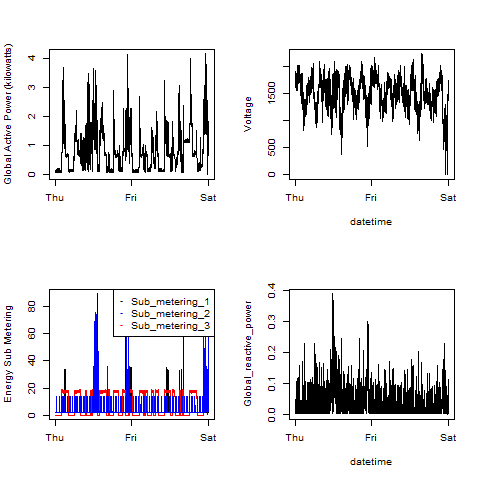 Global Active Power (kilowatts)
0 1 2 3 4
Thu Fri Sat
Voltage
0 500 1500
Thu Fri Sat
datetime
Energy Sub Metering
0 20 40 60 80
Sub_metering_1
Sub_metering_2
Sub_metering_3
Thu Fri Sat
Global_reactive_power
0.0 0.1 0.2 0.3 0.4
Thu Fri Sat
datetime